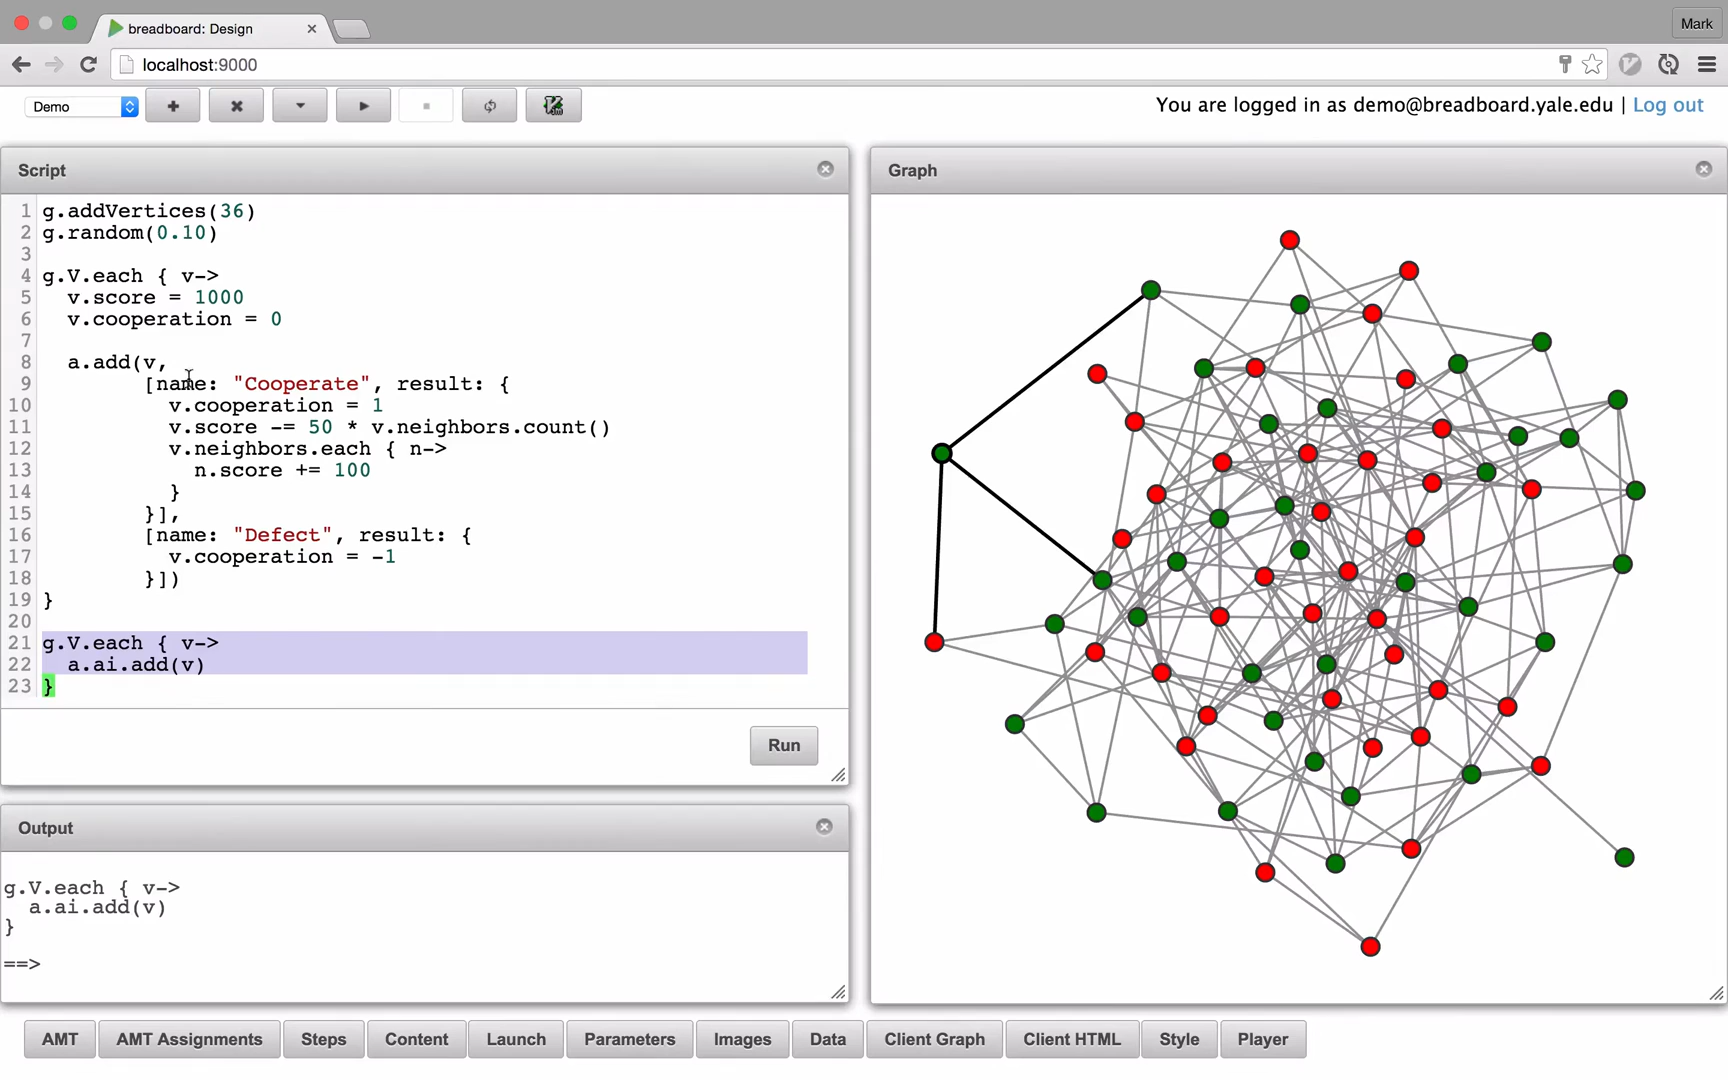 breadboard: Design
Mark
localhost:9000
Demo
You are logged in as demo@breadboard.yale.edu | Log out
Script
1 g.addVertices(36)
2 g.random(0.10)
3
4 g.V.each { v->
5   v.score = 1000
6   v.cooperation = 0
7
8   a.add(v,
9         [name: "Cooperate", result: {
10           v.cooperation = 1
11           v.score -= 50 * v.neighbors.count()
12           v.neighbors.each { n->
13             n.score += 100
14           }
15         }],
16         [name: "Defect", result: {
17           v.cooperation = -1
18         }])
19 }
20
21 g.V.each { v->
22   a.ai.add(v)
23 }
Run
Output
g.V.each { v->
  a.ai.add(v)
}
==>
Graph
AMT
AMT Assignments
Steps
Content
Launch
Parameters
Images
Data
Client Graph
Client HTML
Style
Player